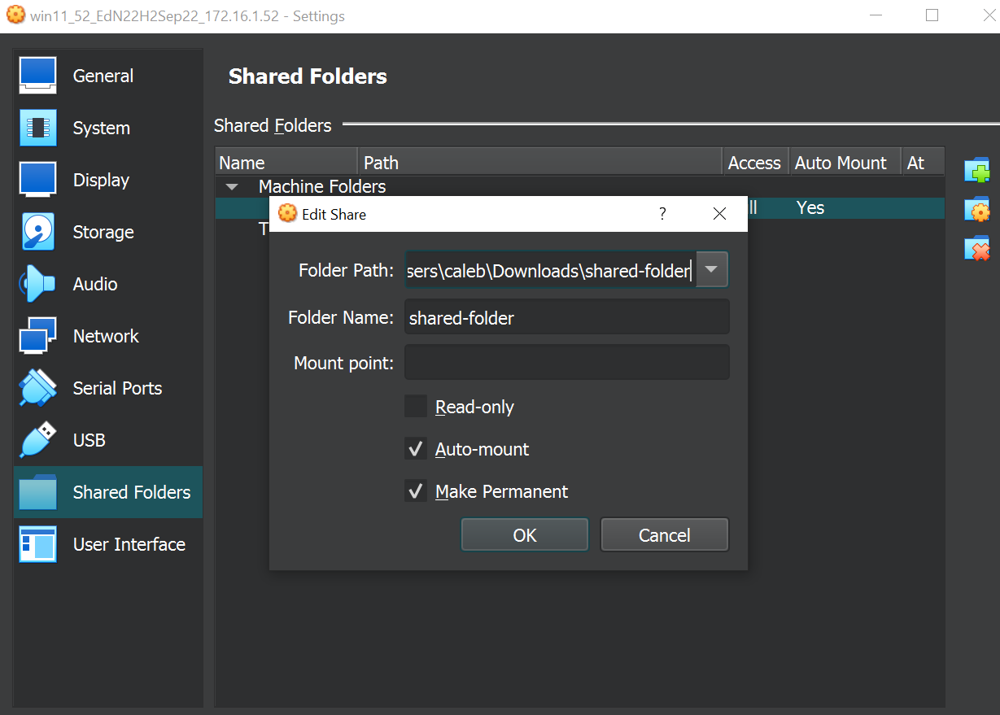 win11_52_EdN22H2Sep22_172.16.1.52 - Settings
General
System
Display
Storage
Audio
Network
Serial Ports
USB
Shared Folders
User Interface
Shared Folders
Shared Folders
Name Path Access Auto Mount At
Machine Folders
Yes
Edit Share ?
Folder Path: sers\caleb\Downloads\shared-folder
Folder Name: shared-folder
Mount point:
Read-only
Auto-mount
Make Permanent
OK Cancel